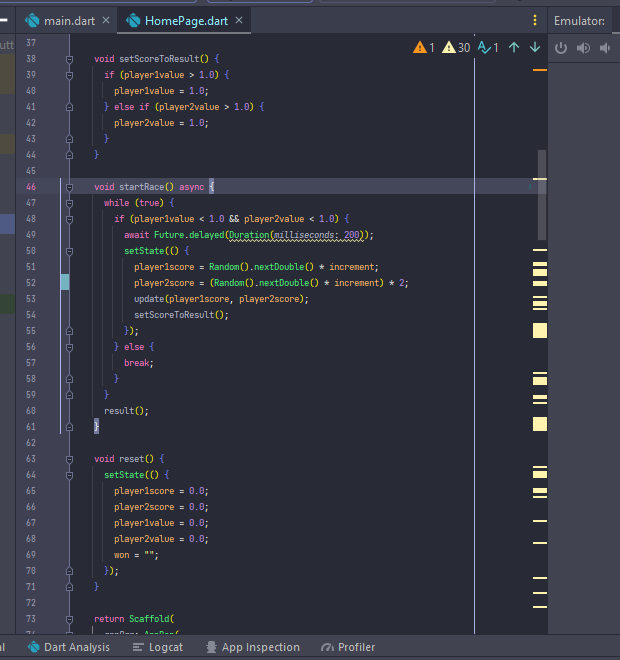 main.dart HomePage.dart Emulator:
37
38 void setScoreToResult() {
39 if (player1value > 1.0) {
40 player1value = 1.0;
41 } else if (player2value > 1.0) {
42 player2value = 1.0;
43 }
44 }
45
46 void startRace() async {
47 while (true) {
48 if (player1value < 1.0 && player2value < 1.0) {
49 await Future.delayed(Duration(milliseconds: 200));
50 setState(() {
51 player1score = Random().nextDouble() * increment;
52 player2score = (Random().nextDouble() * increment) * 2;
53 update(player1score, player2score);
54 setScoreToResult();
55 });
56 } else {
57 break;
58 }
59 }
60 result();
61 }
62
63 void reset() {
64 setState(() {
65 player1score = 0.0;
66 player2score = 0.0;
67 player1value = 0.0;
68 player2value = 0.0;
69 won = "";
70 });
71 }
72
73 return Scaffold(
1 30 1
Dart Analysis Logcat App Inspection Profiler